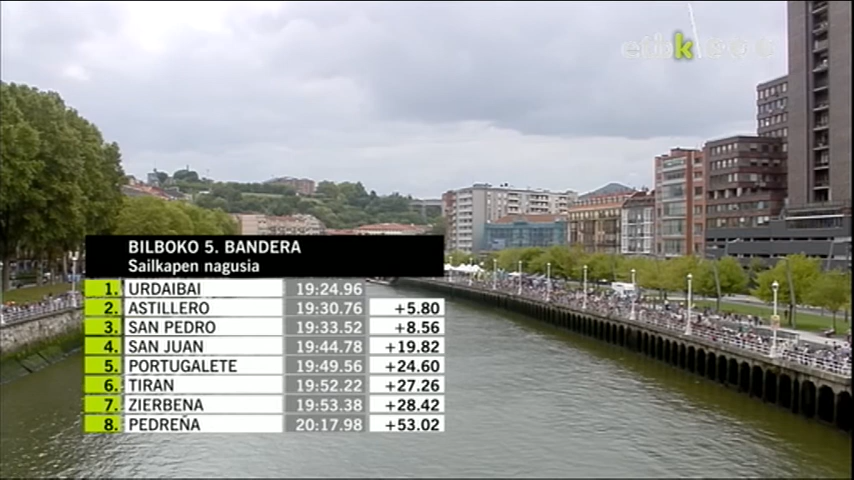 BILBOKO 5. BANDERA
Sailkapen nagusia
1. URDAIBAI 19:24.96
2. ASTILLERO 19:30.76 +5.80
3. SAN PEDRO 19:33.52 +8.56
4. SAN JUAN 19:44.78 +19.82
5. PORTUGALETE 19:49.56 +24.60
6. TIRAN 19:52.22 +27.26
7. ZIERBENA 19:53.38 +28.42
8. PEDREÑA 20:17.98 +53.02